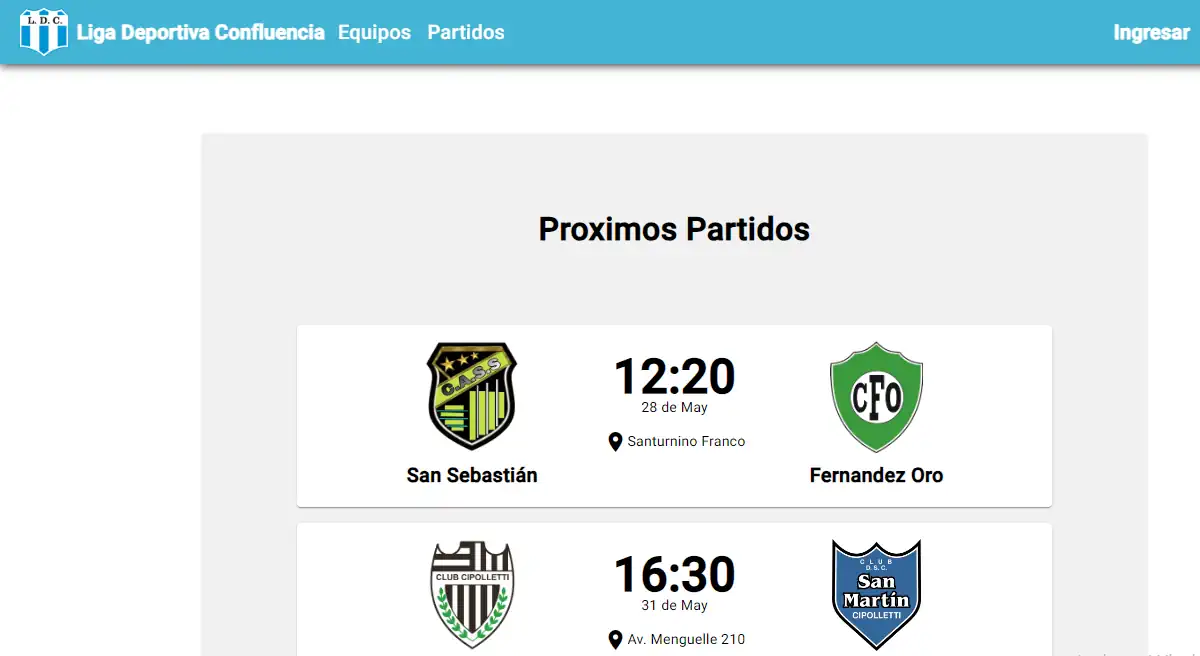 L. D. C.
Liga Deportiva Confluencia Equipos Partidos Ingresar
Proximos Partidos
C.A.S.S
12:20
28 de May
Santurnino Franco
CFO
San Sebastián
Fernandez Oro
CLUB CIPOLLETTI
16:30
31 de May
Av. Menguelle 210
CLUB
D.S.C.
San
Martín
CIPOLLETTI